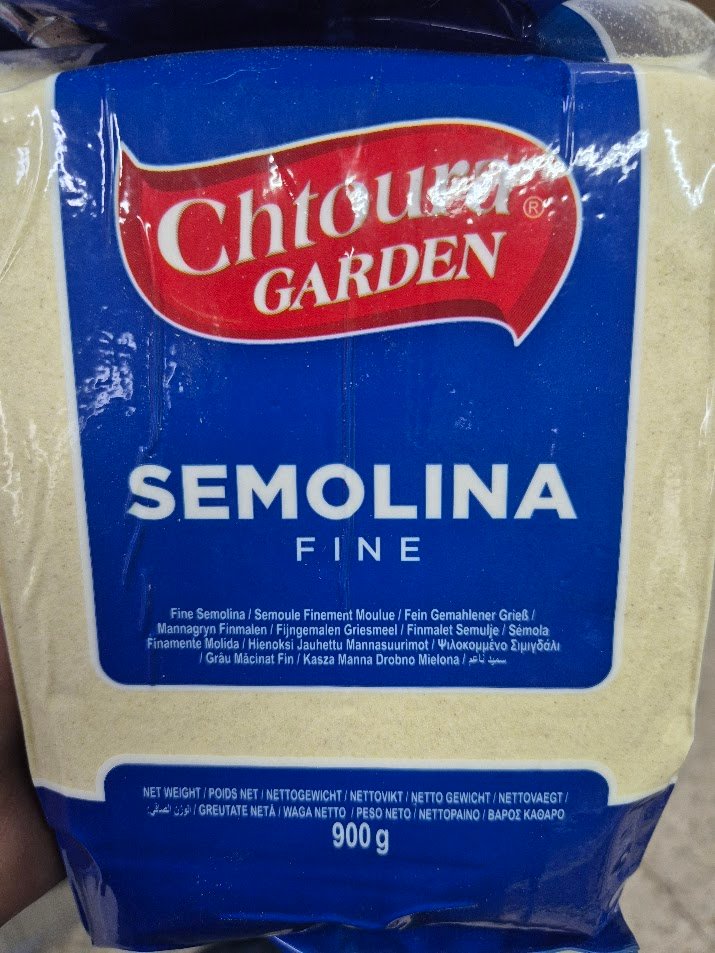 Chtoura®
GARDEN
SEMOLINA
FINE
Fine Semolina / Semoule Finement Moulue / Fein Gemahlener Grieß /
Mannagryn Finmalen / Fijngemalen Griesmeel / Finmalet Semulje / Sémola
Finamente Molida / Hienoksi Jauhettu Mannasuurimot / Ψιλοκομμένο Σιμιγδάλι
/ Grâu Măcinat Fin / Kasza Manna Drobno Mielona / سميد ناعم
NET WEIGHT / POIDS NET / NETTOGEWICHT / NETTOVIKT / NETTO GEWICHT / NETTOVAEGT /
الوزن الصافي: / GREUTATE NETĂ / WAGA NETTO / PESO NETO / NETTOPAINO / ΒΑΡΟΣ ΚΑΘΑΡΟ
900 g